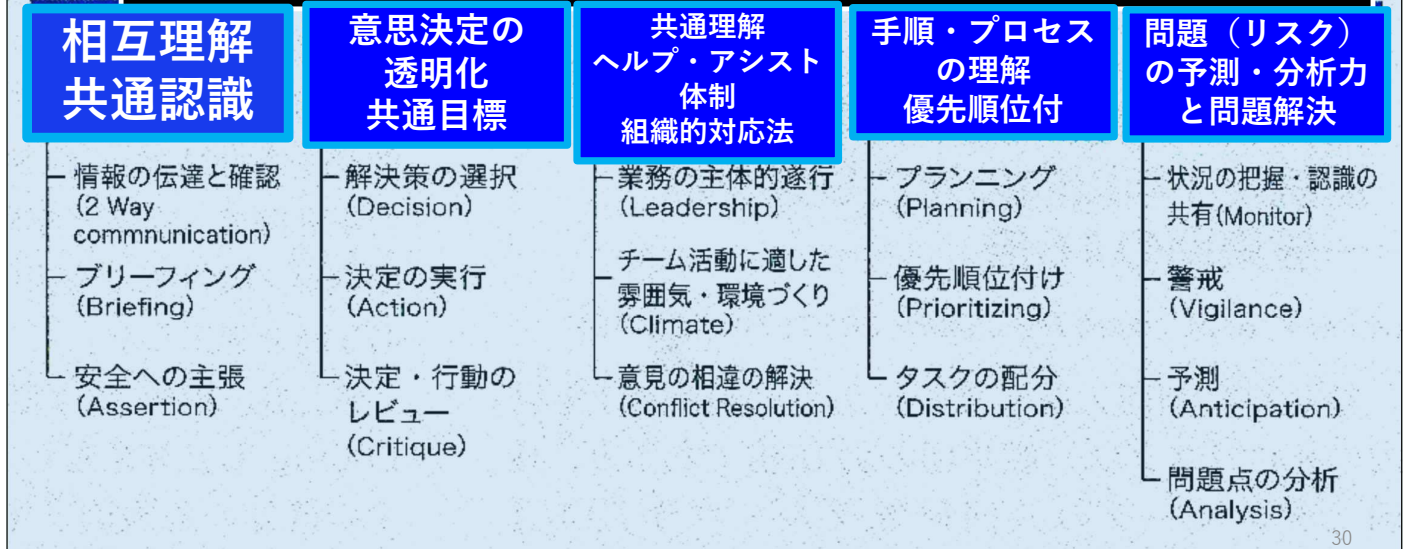 相互理解
共通認識
情報の伝達と確認
(2 Way
commnunication)
ブリーフィング
(Briefing)
安全への主張
(Assertion)
意思決定の
透明化
共通目標
解決策の選択
(Decision)
決定の実行
(Action)
決定・行動の
レビュー
(Critique)
共通理解
ヘルプ・アシスト
体制
組織的対応法
業務の主体的遂行
(Leadership)
チーム活動に適した
雰囲気・環境づくり
(Climate)
意見の相違の解決
(Conflict Resolution)
手順・プロセス
の理解
優先順位付
プランニング
(Planning)
優先順位付け
(Prioritizing)
タスクの配分
(Distribution)
問題（リスク）
の予測・分析力
と問題解決
状況の把握・認識の
共有(Monitor)
警戒
(Vigilance)
予測
(Anticipation)
問題点の分析
(Analysis)
30